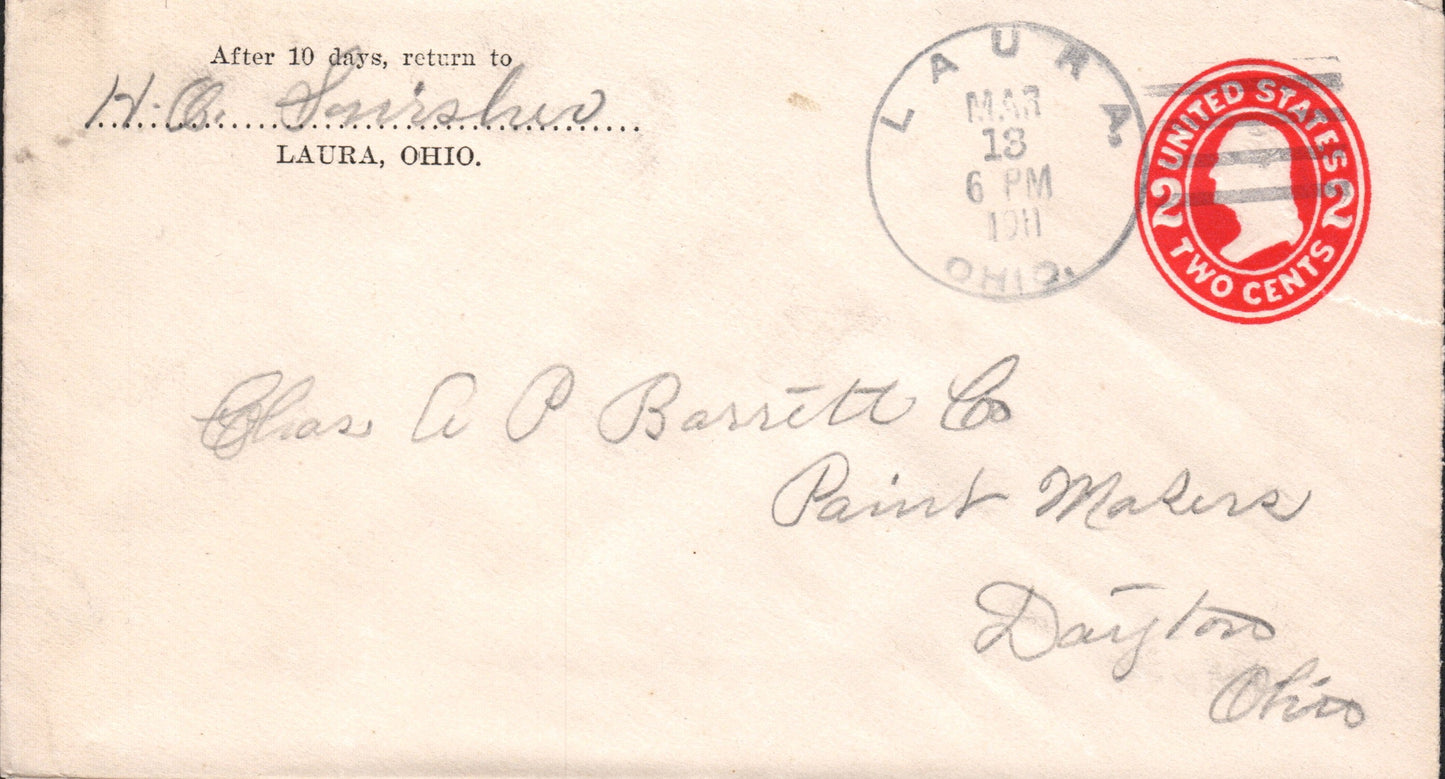 After 10 days, return to
H. O.
LAURA, OHIO.
LAURA,
MAR
13
6 PM
1911
OHIO.
UNITED STATES
2 2
TWO CENTS
Chas A P Barrett Co
Paint Makers
Dayton
Ohio